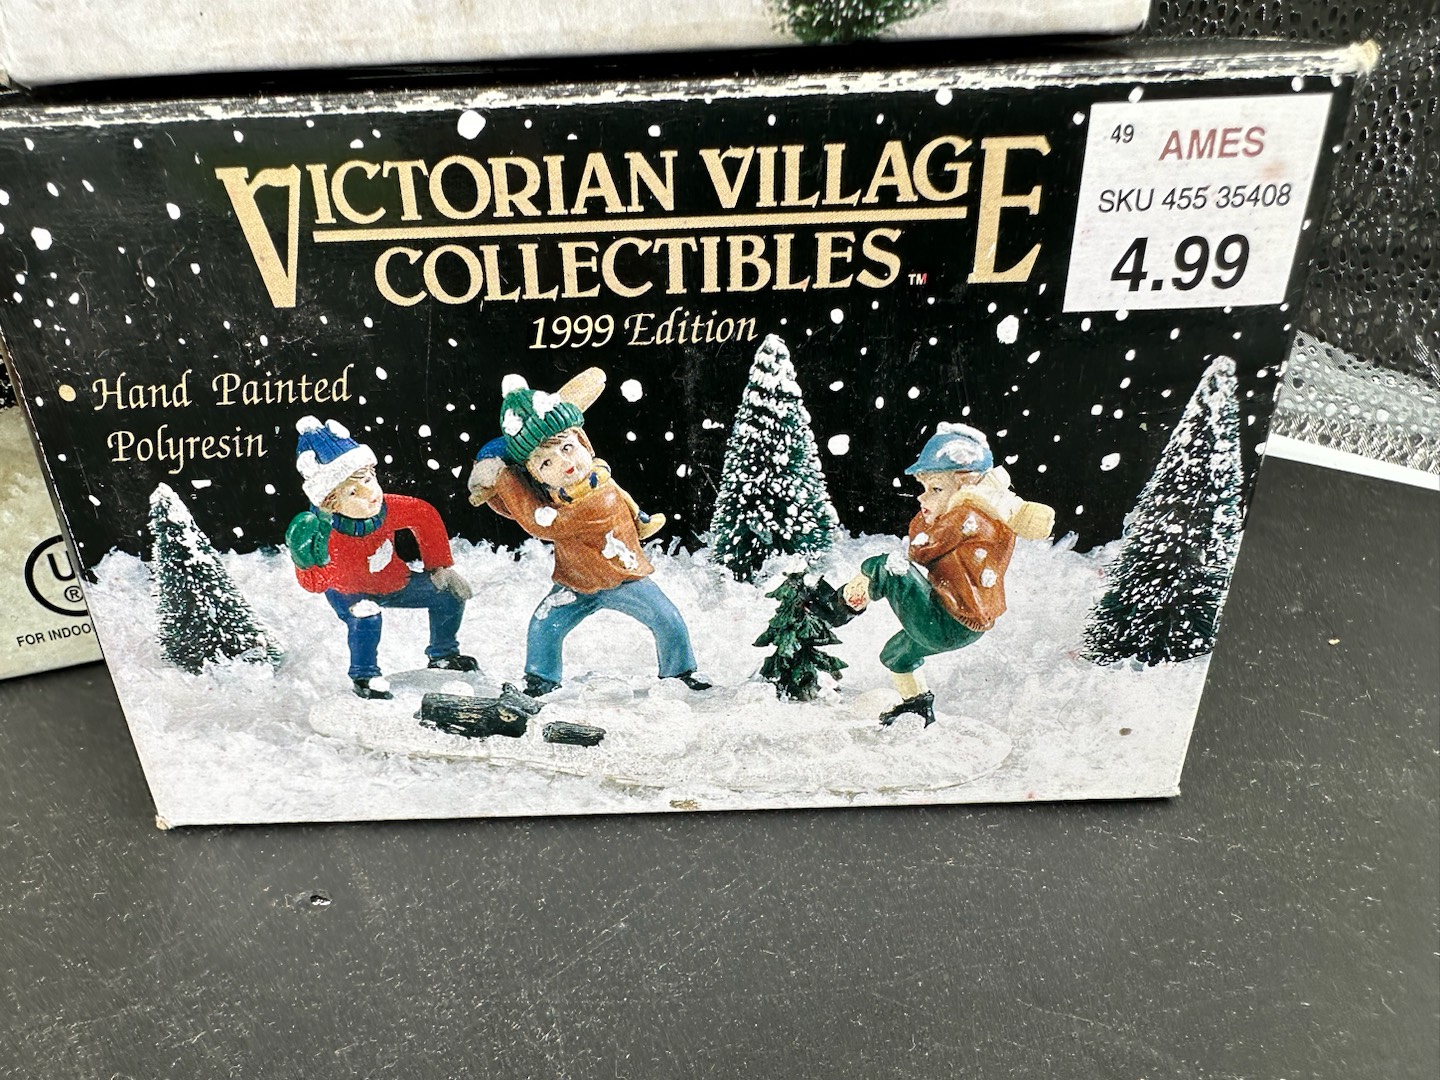 VICTORIAN VILLAGE
COLLECTIBLES™
1999 Edition
• Hand Painted
Polyresin
49 AMES
SKU 455 35408
4.99
U
®
FOR INDOO